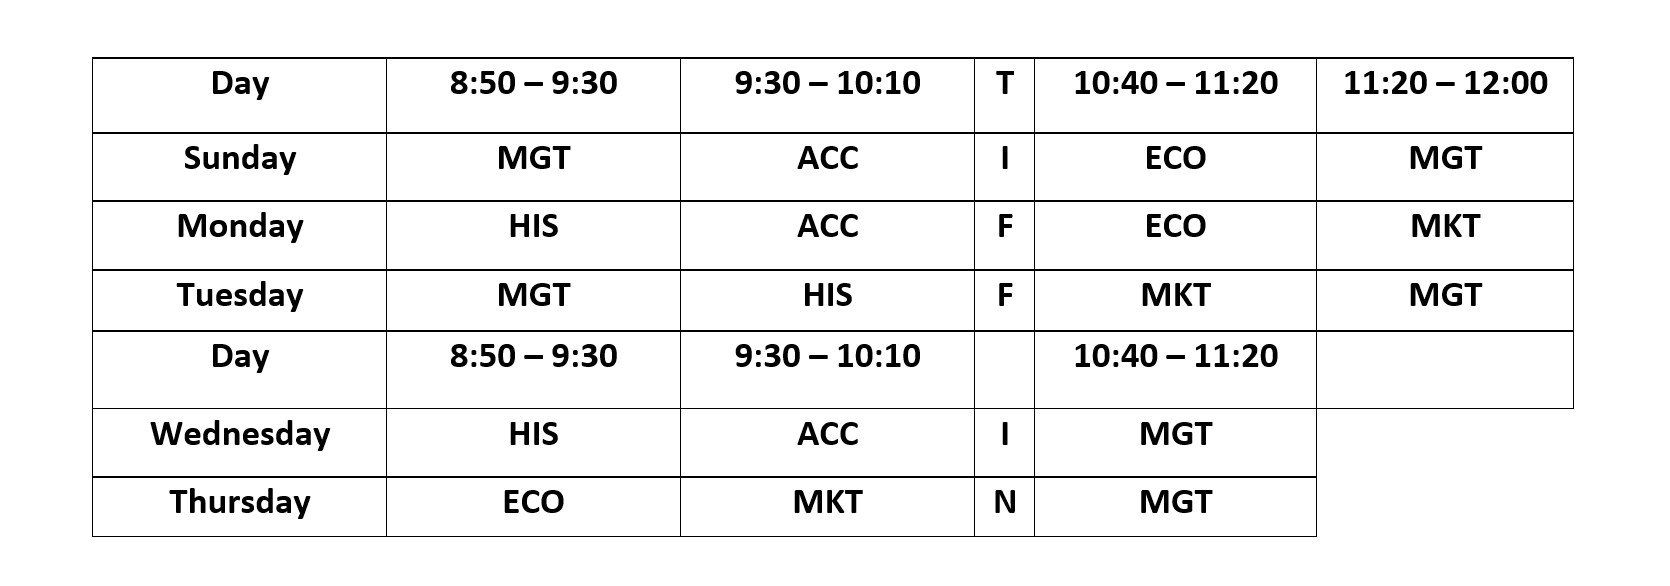 Day 8:50 – 9:30 9:30 – 10:10 T 10:40 – 11:20 11:20 – 12:00
Sunday MGT ACC I ECO MGT
Monday HIS ACC F ECO MKT
Tuesday MGT HIS F MKT MGT
Day 8:50 – 9:30 9:30 – 10:10 10:40 – 11:20
Wednesday HIS ACC I MGT
Thursday ECO MKT N MGT